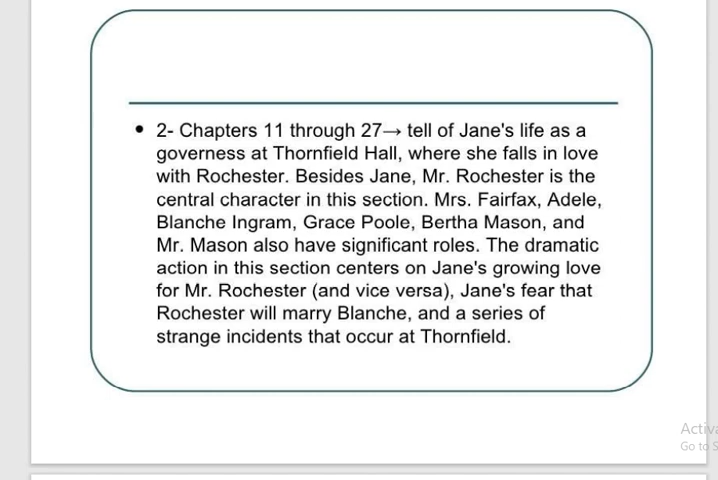 • 2- Chapters 11 through 27→ tell of Jane's life as a
governess at Thornfield Hall, where she falls in love
with Rochester. Besides Jane, Mr. Rochester is the
central character in this section. Mrs. Fairfax, Adele,
Blanche Ingram, Grace Poole, Bertha Mason, and
Mr. Mason also have significant roles. The dramatic
action in this section centers on Jane's growing love
for Mr. Rochester (and vice versa), Jane's fear that
Rochester will marry Blanche, and a series of
strange incidents that occur at Thornfield.
Go to